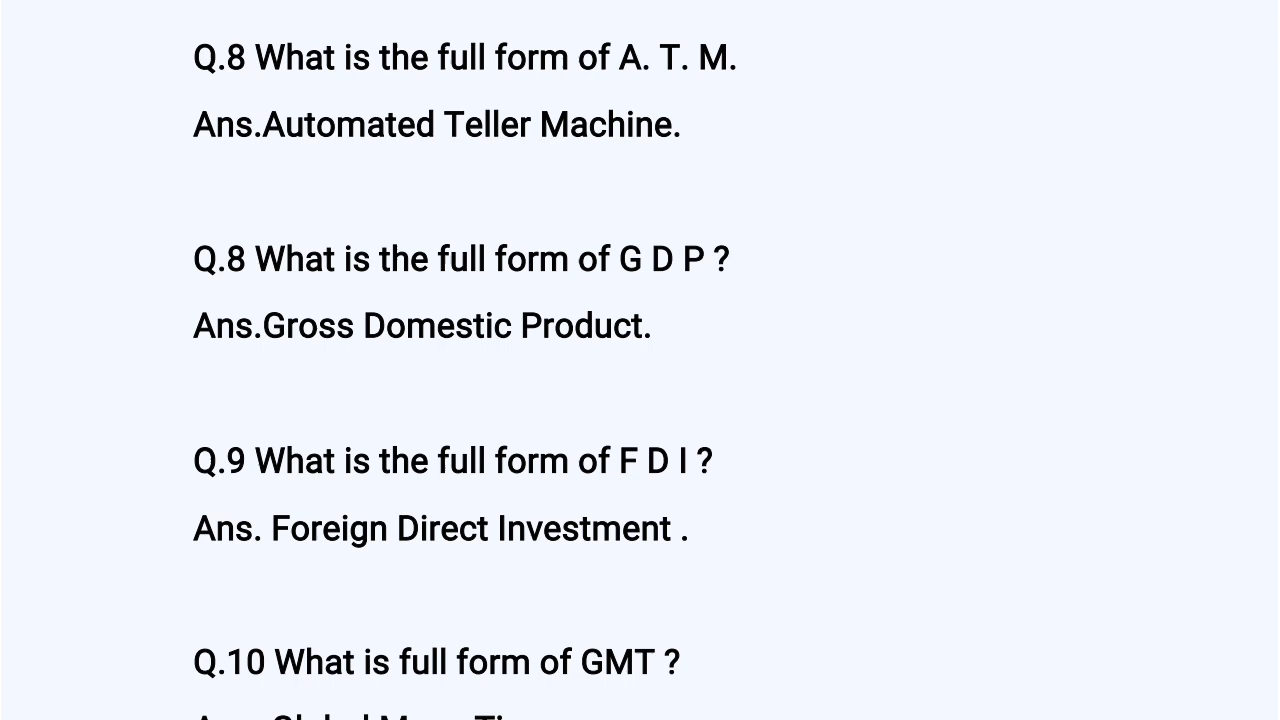 Q.8 What is the full form of A. T. M.
Ans.Automated Teller Machine.
Q.8 What is the full form of G D P ?
Ans.Gross Domestic Product.
Q.9 What is the full form of F D I ?
Ans. Foreign Direct Investment .
Q.10 What is full form of GMT ?